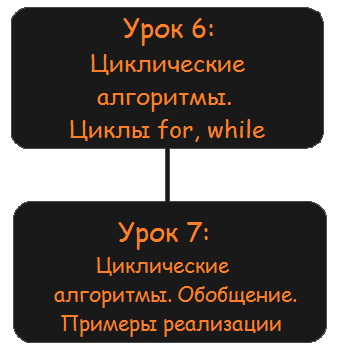 Урок 6:
Циклические
алгоритмы.
Циклы for, while
Урок 7:
Циклические
алгоритмы. Обобщение.
Примеры реализации